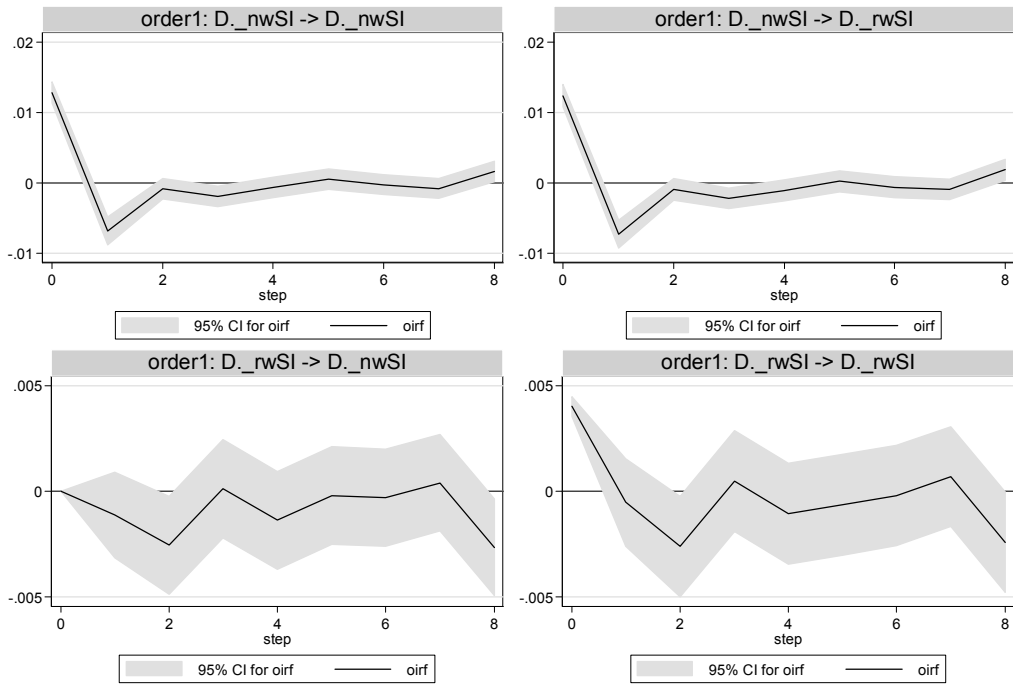 order1: D._nwSI -> D._nwSI
.02
.01
0
-.01
0 2 4 6 8
step
95% CI for oirf oirf
order1: D._nwSI -> D._rwSI
.02
.01
0
-.01
0 2 4 6 8
step
95% CI for oirf oirf
order1: D._rwSI -> D._nwSI
.005
0
-.005
0 2 4 6 8
step
95% CI for oirf oirf
order1: D._rwSI -> D._rwSI
.005
0
-.005
0 2 4 6 8
step
95% CI for oirf oirf